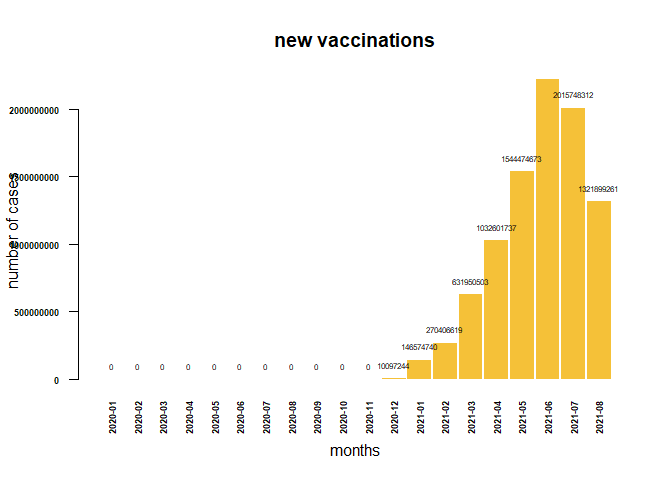 new vaccinations
number of cases
2000000000
1500000000
1000000000
500000000
0
0 0 0 0 0 0 0 0 0 0 0 10097244 146574740 270406619 631950503 1032601737 1544474673 2015748312 1321899261
2020-01 2020-02 2020-03 2020-04 2020-05 2020-06 2020-07 2020-08 2020-09 2020-10 2020-11 2020-12 2021-01 2021-02 2021-03 2021-04 2021-05 2021-06 2021-07 2021-08
months